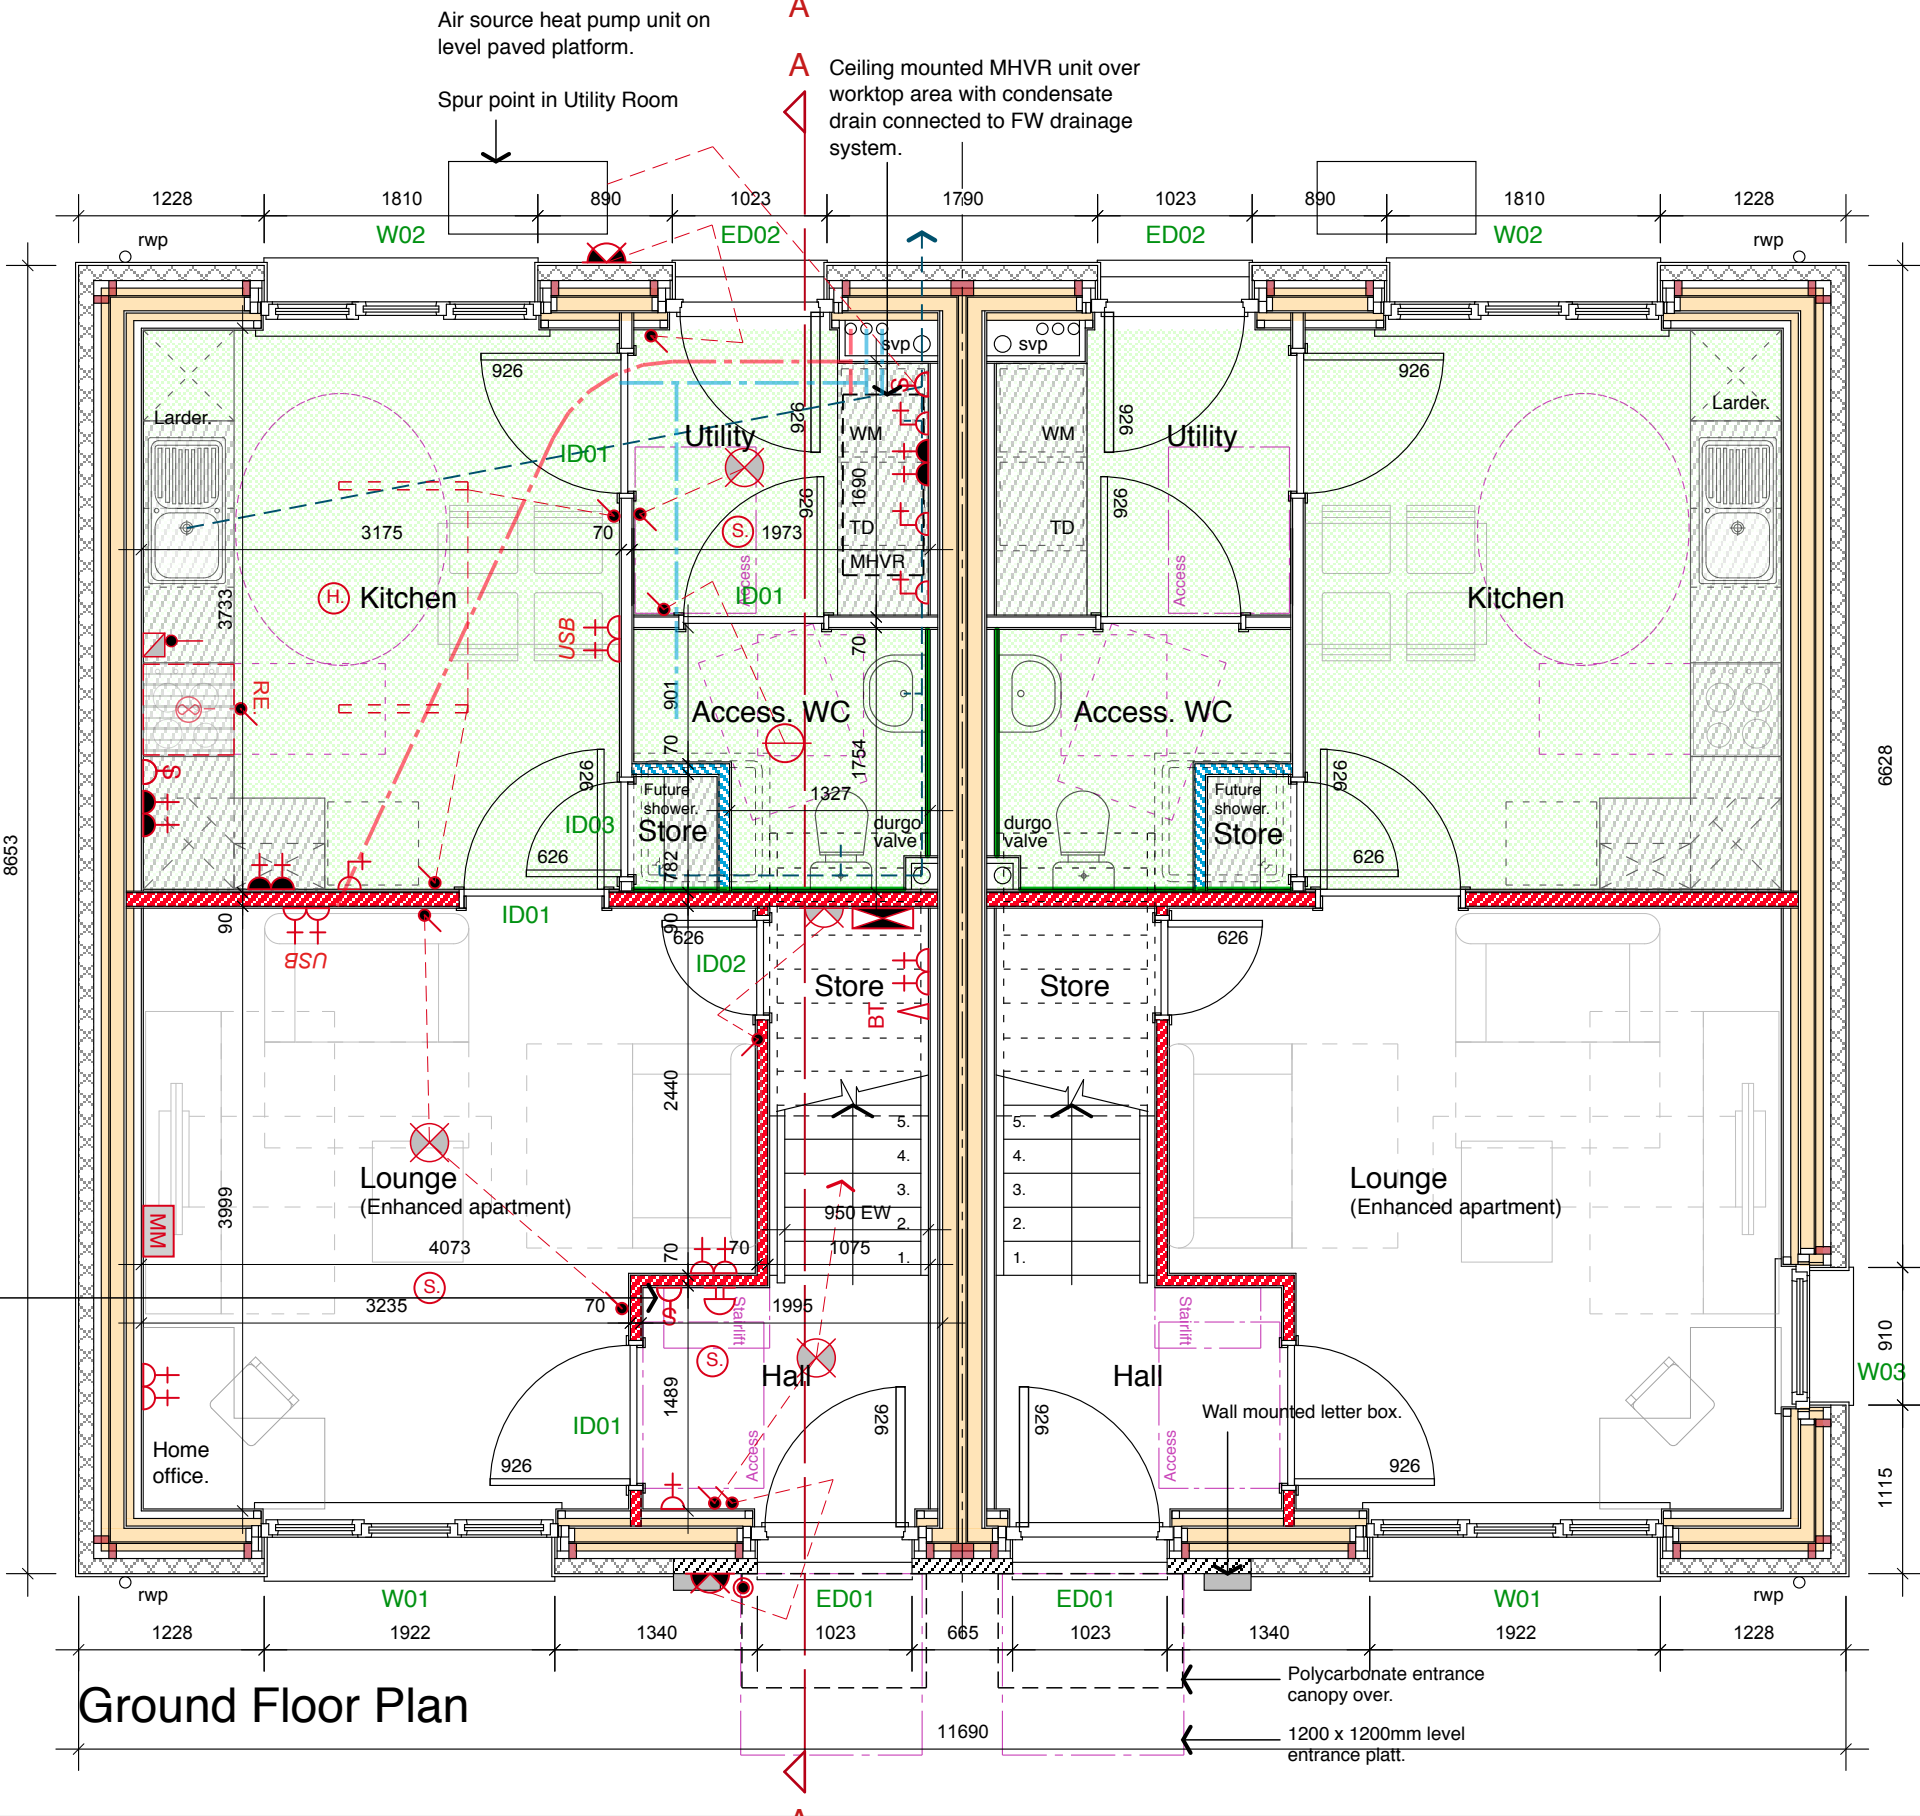 A
Air source heat pump unit on
level paved platform.
Spur point in Utility Room
A
Ceiling mounted MHVR unit over
worktop area with condensate
drain connected to FW drainage
system.
1228 1810 890 1023 1790 1023 890 1810 1228
rwp W02 ED02 ED02 W02 rwp
svp svp
926 926
Larder. Larder.
926 926
Utility WM WM Utility
ID01
1690
926 926
S
3175 70 S. 1973 TD TD
MHVR
Access Access
ID01
H. Kitchen Kitchen
3733
USB
70
RE.
901
Access. WC Access. WC
70
1754
S
926 926
Future
shower.
Future
shower.
1327
ID03 Store Store
durgo
valve
durgo
valve
626 626
782
8653
6628
90 ID01 90
626 626
USB
ID02
Store Store
BT
2440
5. 5.
4. 4.
3. 3.
2. 2.
1. 1.
Lounge
(Enhanced apartment)
Lounge
(Enhanced apartment)
3999
950 EW
MM
4073 70 70 1075
S.
3235 70 S 1995
Stairlift Stairlift
S.
Hall Hall
910
W03
1489
Wall mounted letter box.
ID01 926 926
Home
office.
926 926
Access Access
1115
rwp W01 ED01 ED01 W01 rwp
1228 1922 1340 1023 665 1023 1340 1922 1228
Polycarbonate entrance
canopy over.
Ground Floor Plan
11690
1200 x 1200mm level
entrance platt.
A